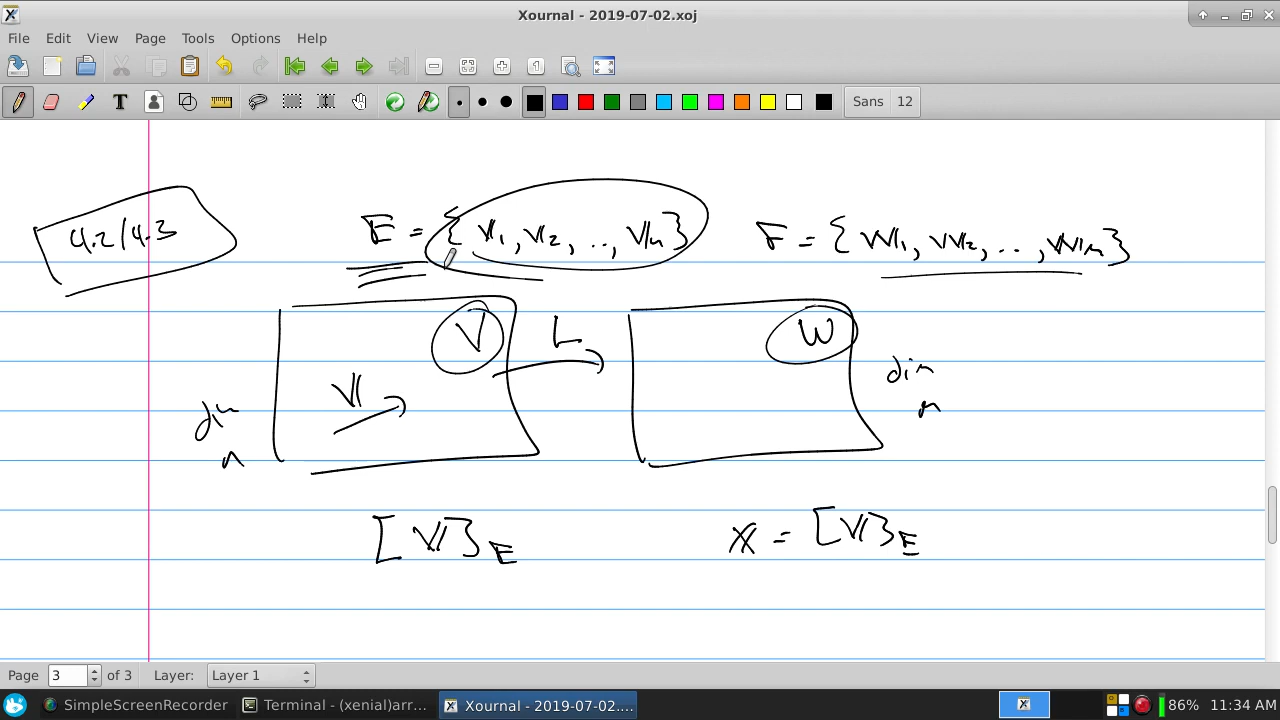 Xournal - 2019-07-02.xoj
File Edit View Page Tools Options Help
Sans 12
4.2/4.3
E = { v1, v2, .., vn }
F = { w1, w2, .., wm }
V
L
W
v
dim n
dim m
[v]E
x = [v]E
Page 3 of 3 Layer: Layer 1
SimpleScreenRecorder Terminal - (xenial)arr... Xournal - 2019-07-02.... 86% 11:34 AM